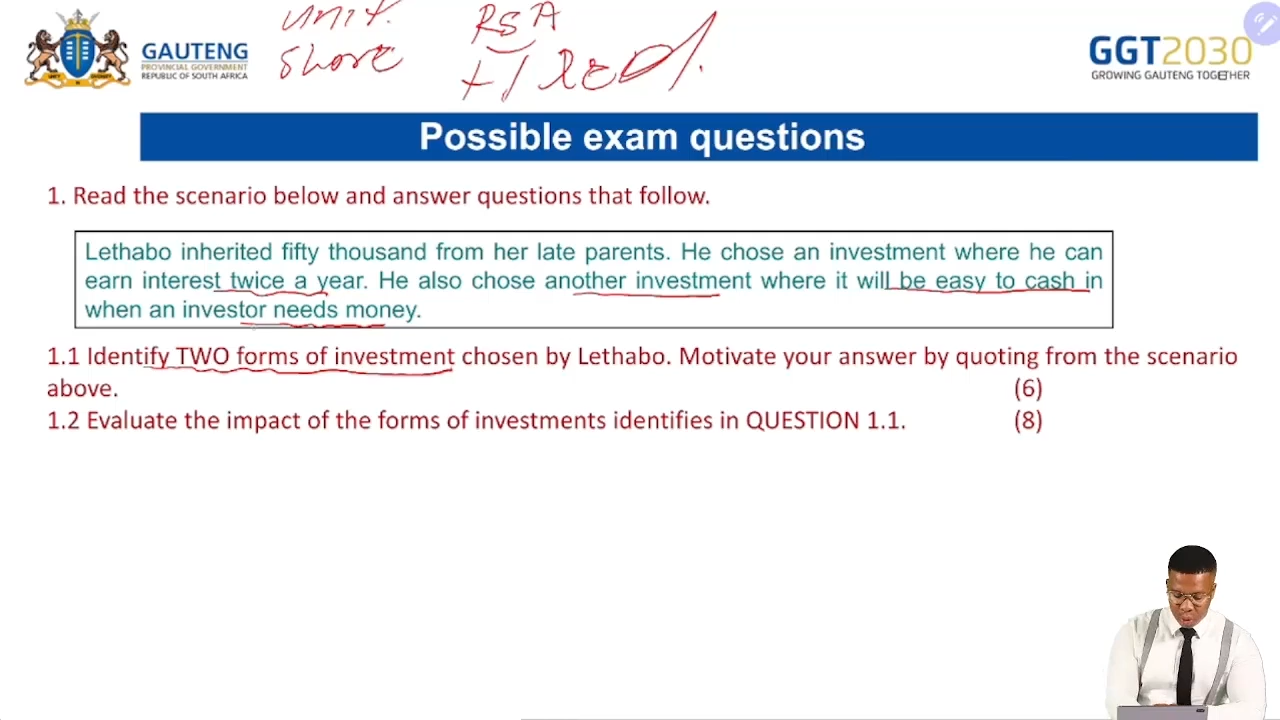 GAUTENG
PROVINCIAL GOVERNMENT
REPUBLIC OF SOUTH AFRICA
unit.
Share
RSA
GGT2030
GROWING GAUTENG TOGETHER
Possible exam questions
1. Read the scenario below and answer questions that follow.
Lethabo inherited fifty thousand from her late parents. He chose an investment where he can
earn interest twice a year. He also chose another investment where it will be easy to cash in
when an investor needs money.
1.1 Identify TWO forms of investment chosen by Lethabo. Motivate your answer by quoting from the scenario
above. (6)
1.2 Evaluate the impact of the forms of investments identifies in QUESTION 1.1. (8)